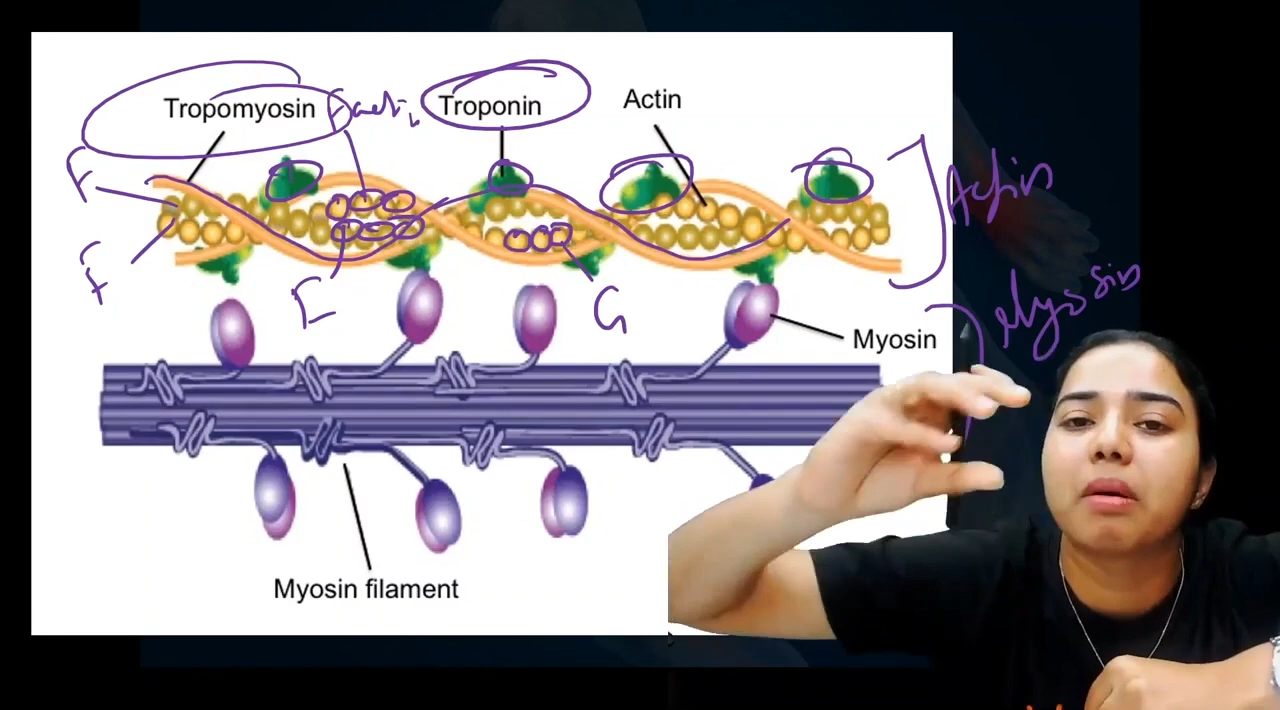 Tropomyosin
Troponin
Actin
F
F
E
G
Actin
Myosin
Myosin
Myosin filament